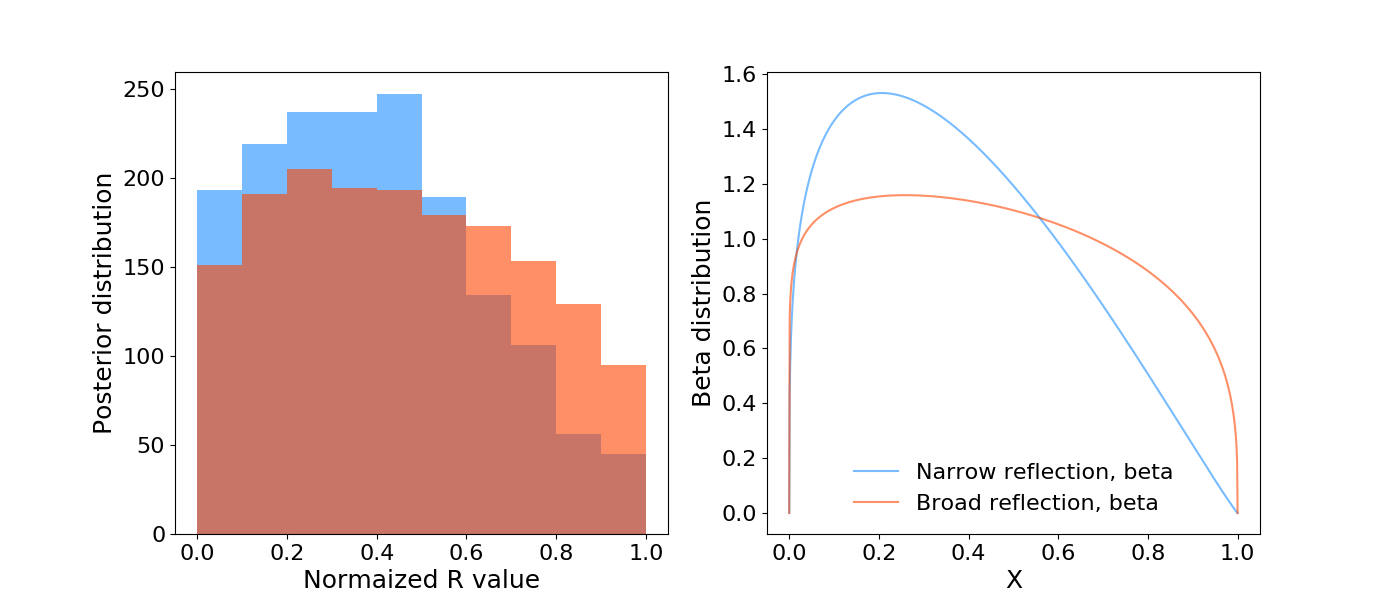 250
200
150
100
50
0
0.0 0.2 0.4 0.6 0.8 1.0
Posterior distribution
Normaized R value
1.6
1.4
1.2
1.0
0.8
0.6
0.4
0.2
0.0
0.0 0.2 0.4 0.6 0.8 1.0
Beta distribution
X
Narrow reflection, beta
Broad reflection, beta